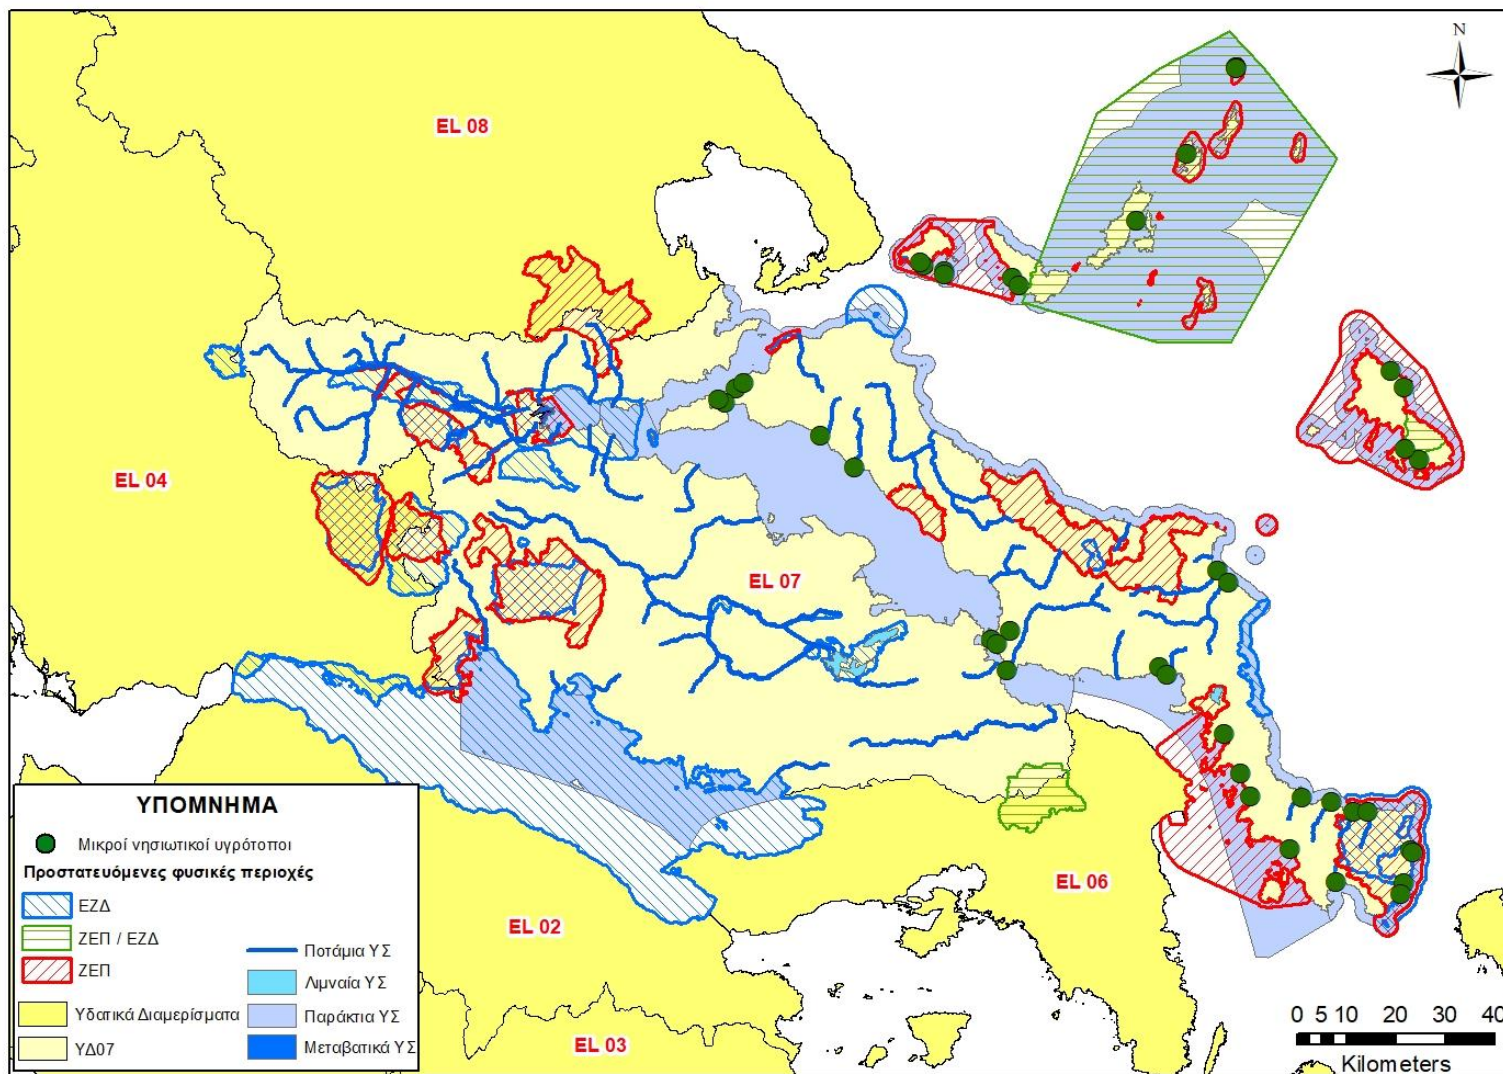 N
EL 08
EL 04
EL 07
EL 06
EL 02
EL 03
ΥΠΟΜΝΗΜΑ
Μικροί νησιωτικοί υγρότοποι
Προστατευόμενες φυσικές περιοχές
ΕΖΔ
ΖΕΠ / ΕΖΔ
ΖΕΠ
Υδατικά Διαμερίσματα
ΥΔ07
Ποτάμια ΥΣ
Λιμναία ΥΣ
Παράκτια ΥΣ
Μεταβατικά ΥΣ
0 5 10 20 30 40
Kilometers